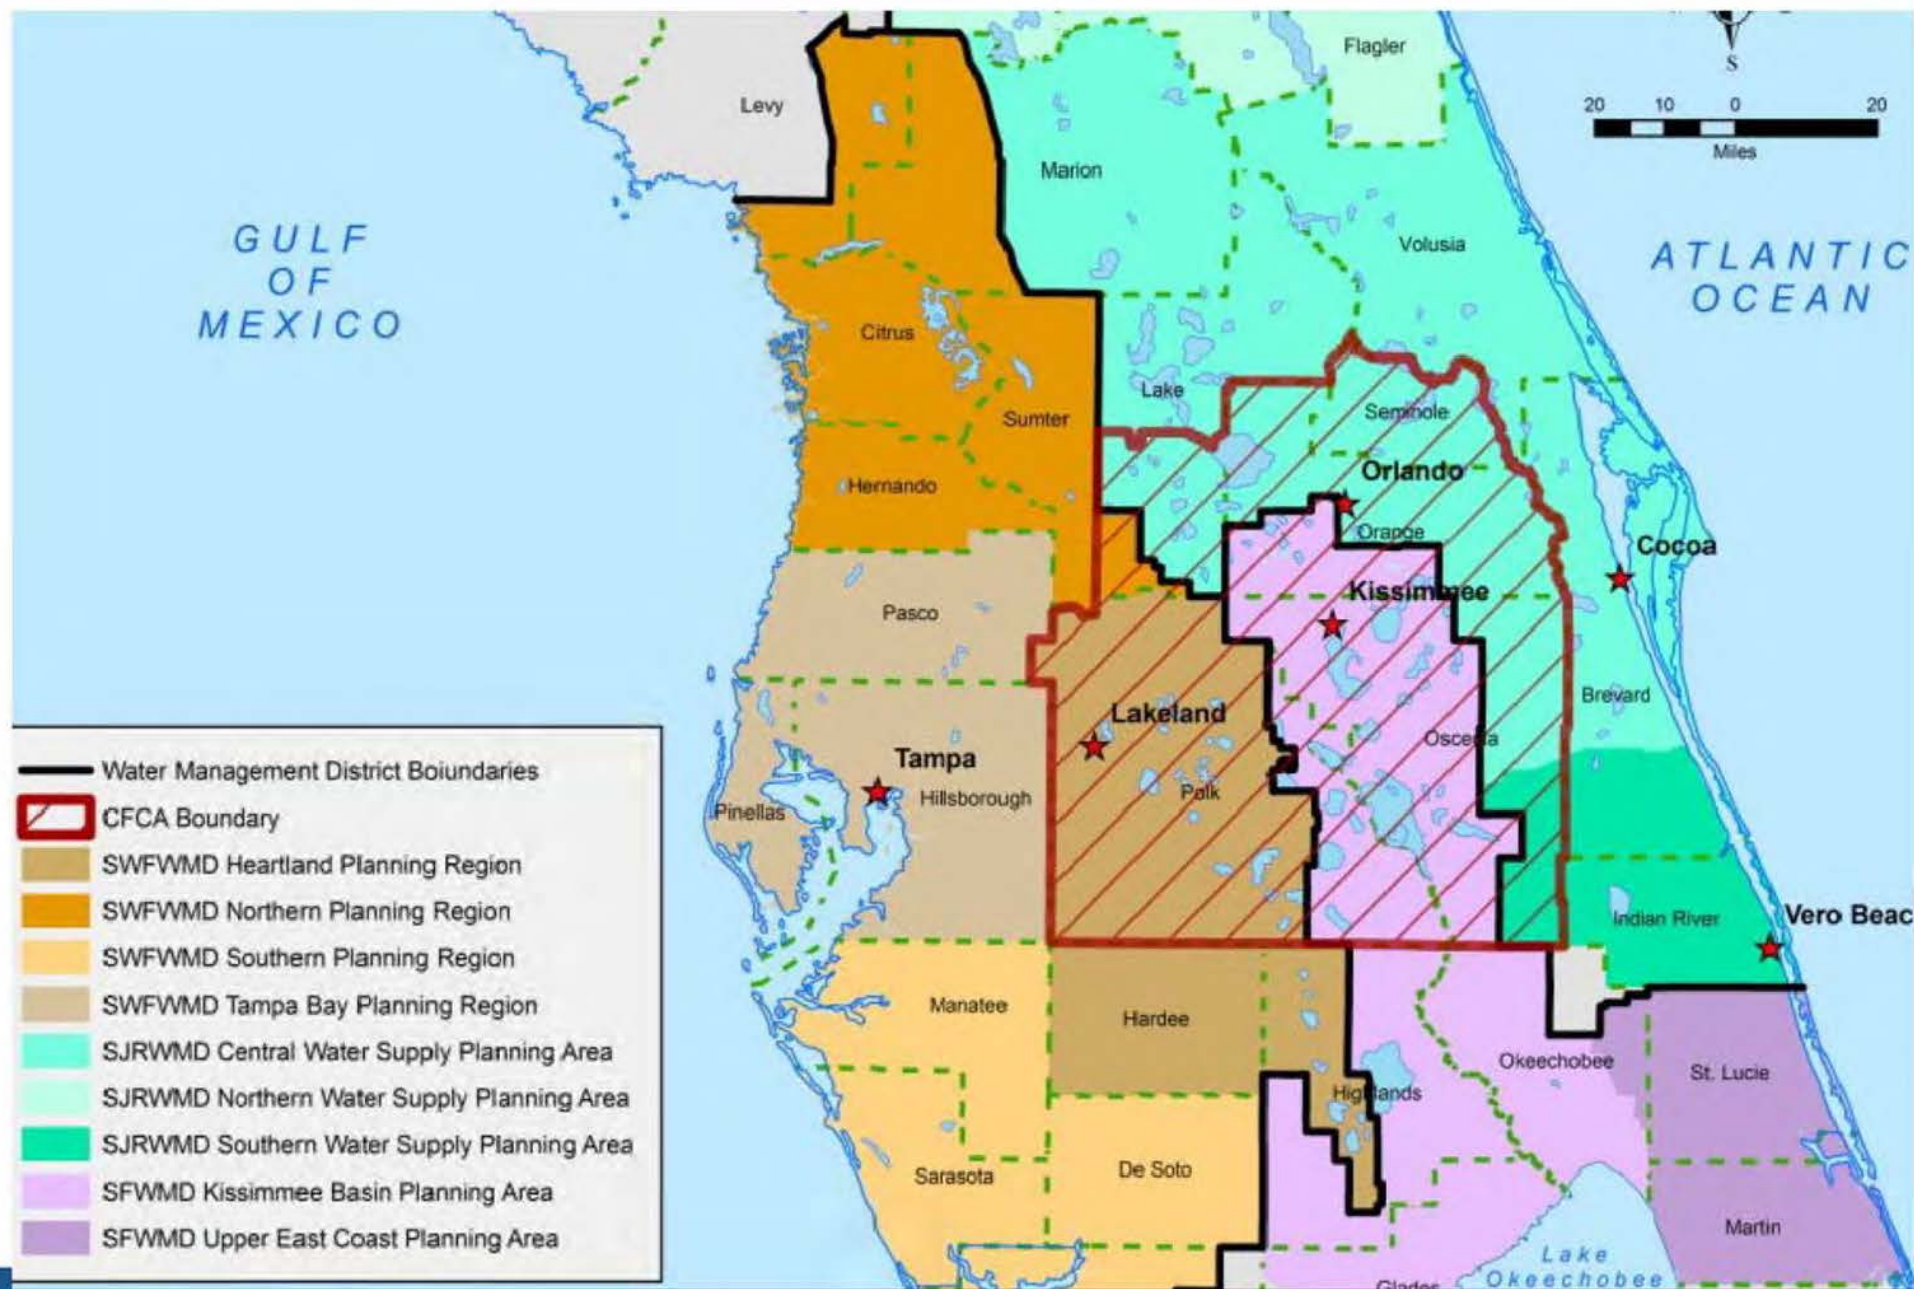 Flagler
S
Levy
20 10 0 20
Miles
Marion
GULF
OF
MEXICO
Volusia
ATLANTIC
OCEAN
Citrus
Lake
Sumter
Seminole
Orlando
Hernando
Orange
Cocoa
Kissimmee
Pasco
Brevard
Lakeland
Osceola
Tampa
Polk
Hillsborough
Pinellas
Indian River
Vero Beac
Manatee
Hardee
Okeechobee
St. Lucie
Highlands
De Soto
Sarasota
Martin
Lake
Okeechobee
Glades
Water Management District Boiundaries
CFCA Boundary
SWFWMD Heartland Planning Region
SWFWMD Northern Planning Region
SWFWMD Southern Planning Region
SWFWMD Tampa Bay Planning Region
SJRWMD Central Water Supply Planning Area
SJRWMD Northern Water Supply Planning Area
SJRWMD Southern Water Supply Planning Area
SFWMD Kissimmee Basin Planning Area
SFWMD Upper East Coast Planning Area